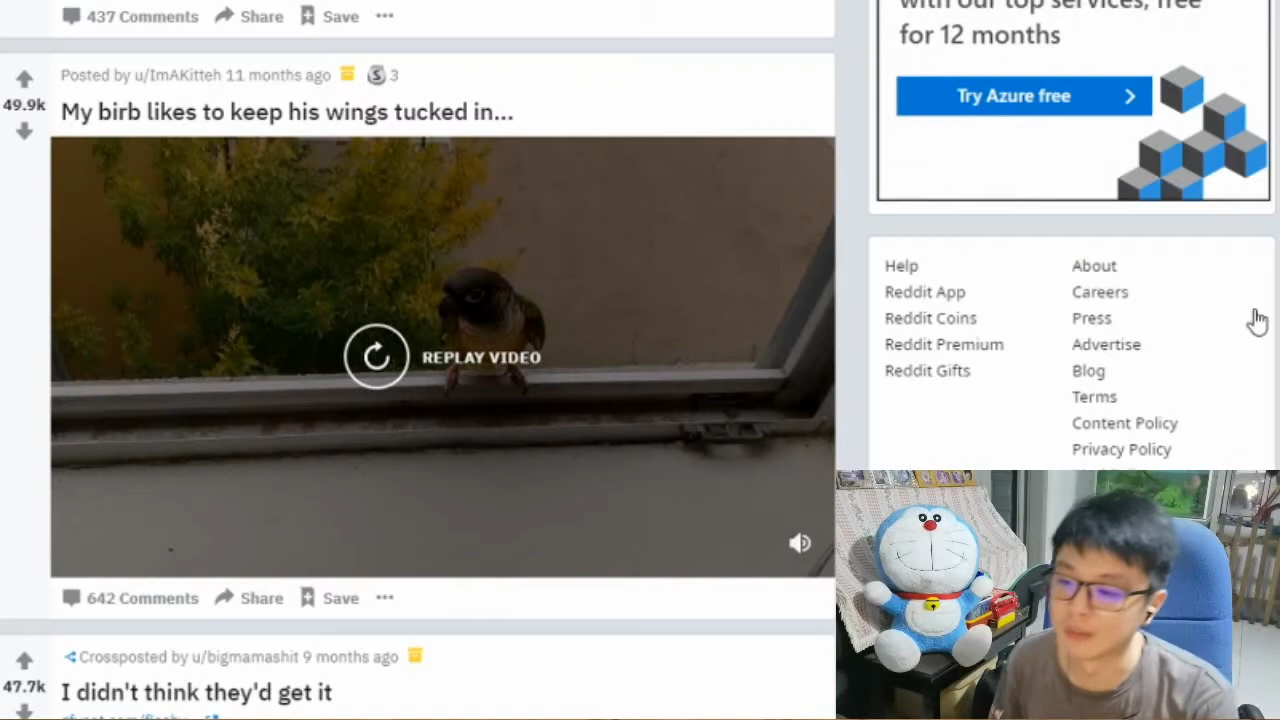 437 Comments Share Save
with our top services, free
for 12 months
Try Azure free
Posted by u/ImAKitteh 11 months ago 3
49.9k
My birb likes to keep his wings tucked in...
REPLAY VIDEO
642 Comments Share Save
Help
Reddit App
Reddit Coins
Reddit Premium
Reddit Gifts
About
Careers
Press
Advertise
Blog
Terms
Content Policy
Privacy Policy
Crossposted by u/bigmamashit 9 months ago
47.7k
I didn't think they'd get it